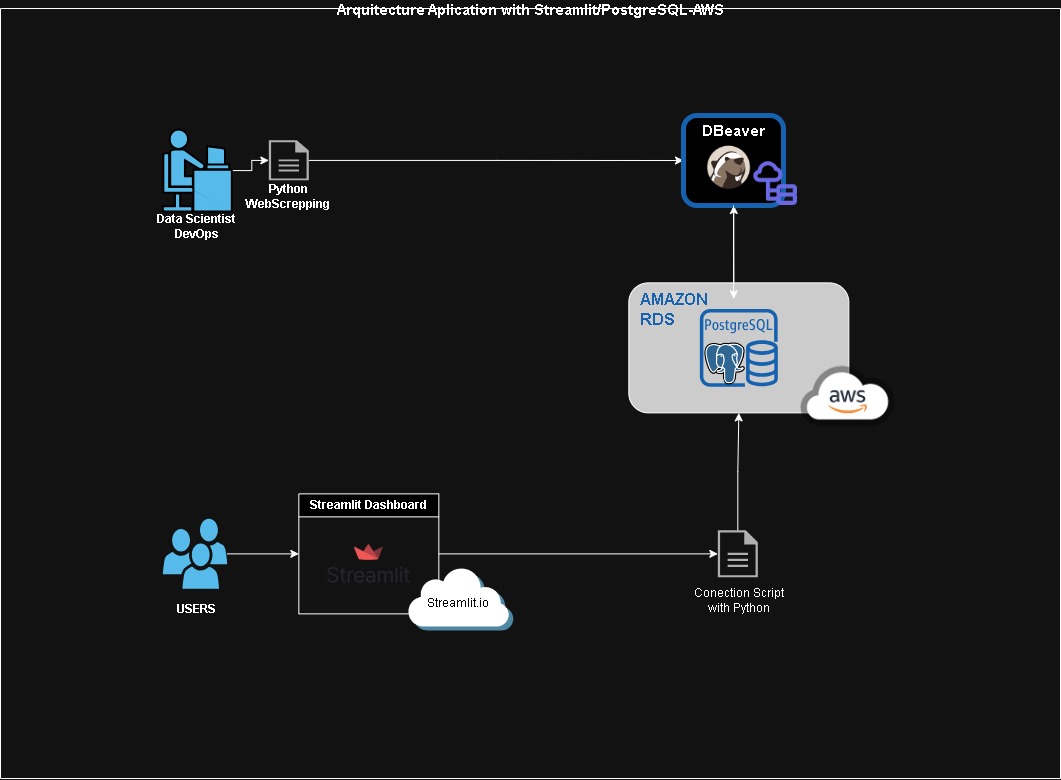 Arquitecture Aplication with Streamlit/PostgreSQL-AWS
DBeaver
Python
WebScrepping
Data Scientist
DevOps
AMAZON
RDS
PostgreSQL
aws
Streamlit Dashboard
Streamlit
Streamlit.io
USERS
Conection Script
with Python